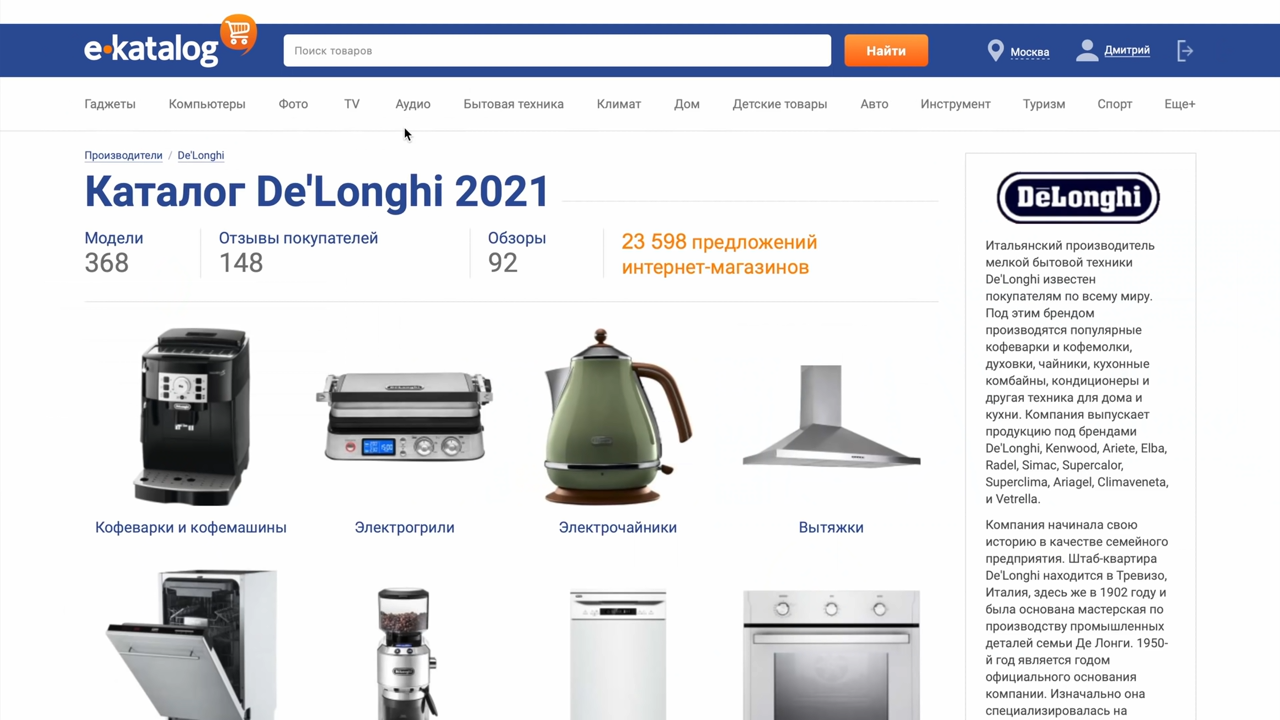 e•katalog
Поиск товаров
Найти
Москва
Дмитрий
Гаджеты Компьютеры Фото TV Аудио Бытовая техника Климат Дом Детские товары Авто Инструмент Туризм Спорт Еще+
Производители / De'Longhi
Каталог De'Longhi 2021
Модели
368
Отзывы покупателей
148
Обзоры
92
23 598 предложений
интернет-магазинов
Кофеварки и кофемашины
Электрогрили
Электрочайники
Вытяжки
DēLonghi
Итальянский производитель
мелкой бытовой техники
De'Longhi известен
покупателям по всему миру.
Под этим брендом
производятся популярные
кофеварки и кофемолки,
духовки, чайники, кухонные
комбайны, кондиционеры и
другая техника для дома и
кухни. Компания выпускает
продукцию под брендами
De'Longhi, Kenwood, Ariete, Elba,
Radel, Simac, Supercalor,
Superclima, Ariagel, Climaveneta,
и Vetrella.
Компания начинала свою
историю в качестве семейного
предприятия. Штаб-квартира
De'Longhi находится в Тревизо,
Италия, здесь же в 1902 году и
была основана мастерская по
производству промышленных
деталей семьи Де Лонги. 1950-
й год является годом
официального основания
компании. Изначально она
специализировалась на